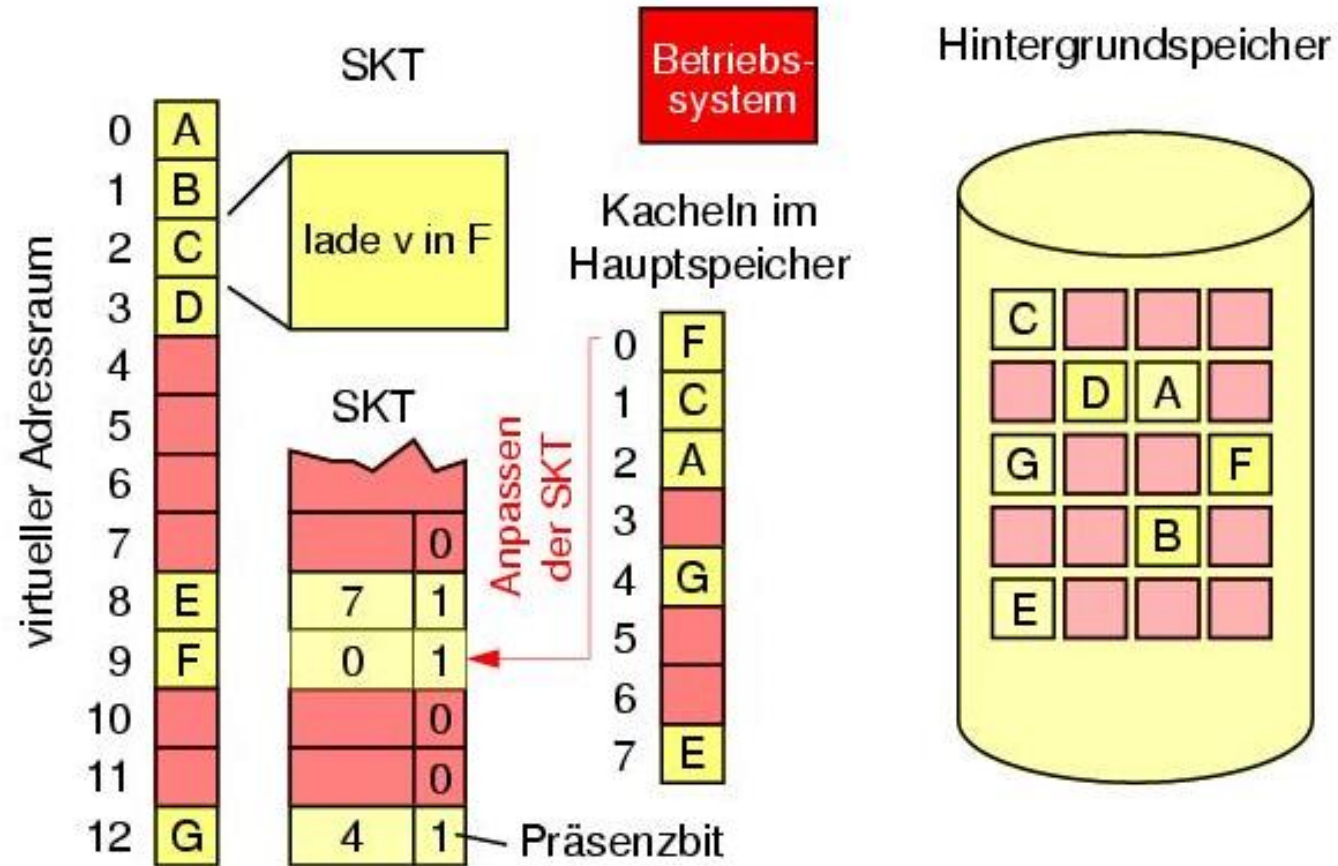 SKT
Betriebs-
system
Hintergrundspeicher
virtueller Adressraum
0 A
1 B
2 C
3 D
4
5
6
7
8 E
9 F
10
11
12 G
lade v in F
SKT
0
7 1
0 1
0
0
4 1
Präsenzbit
Anpassen
der SKT
Kacheln im
Hauptspeicher
0 F
1 C
2 A
3
4 G
5
6
7 E
C
D A
G F
B
E